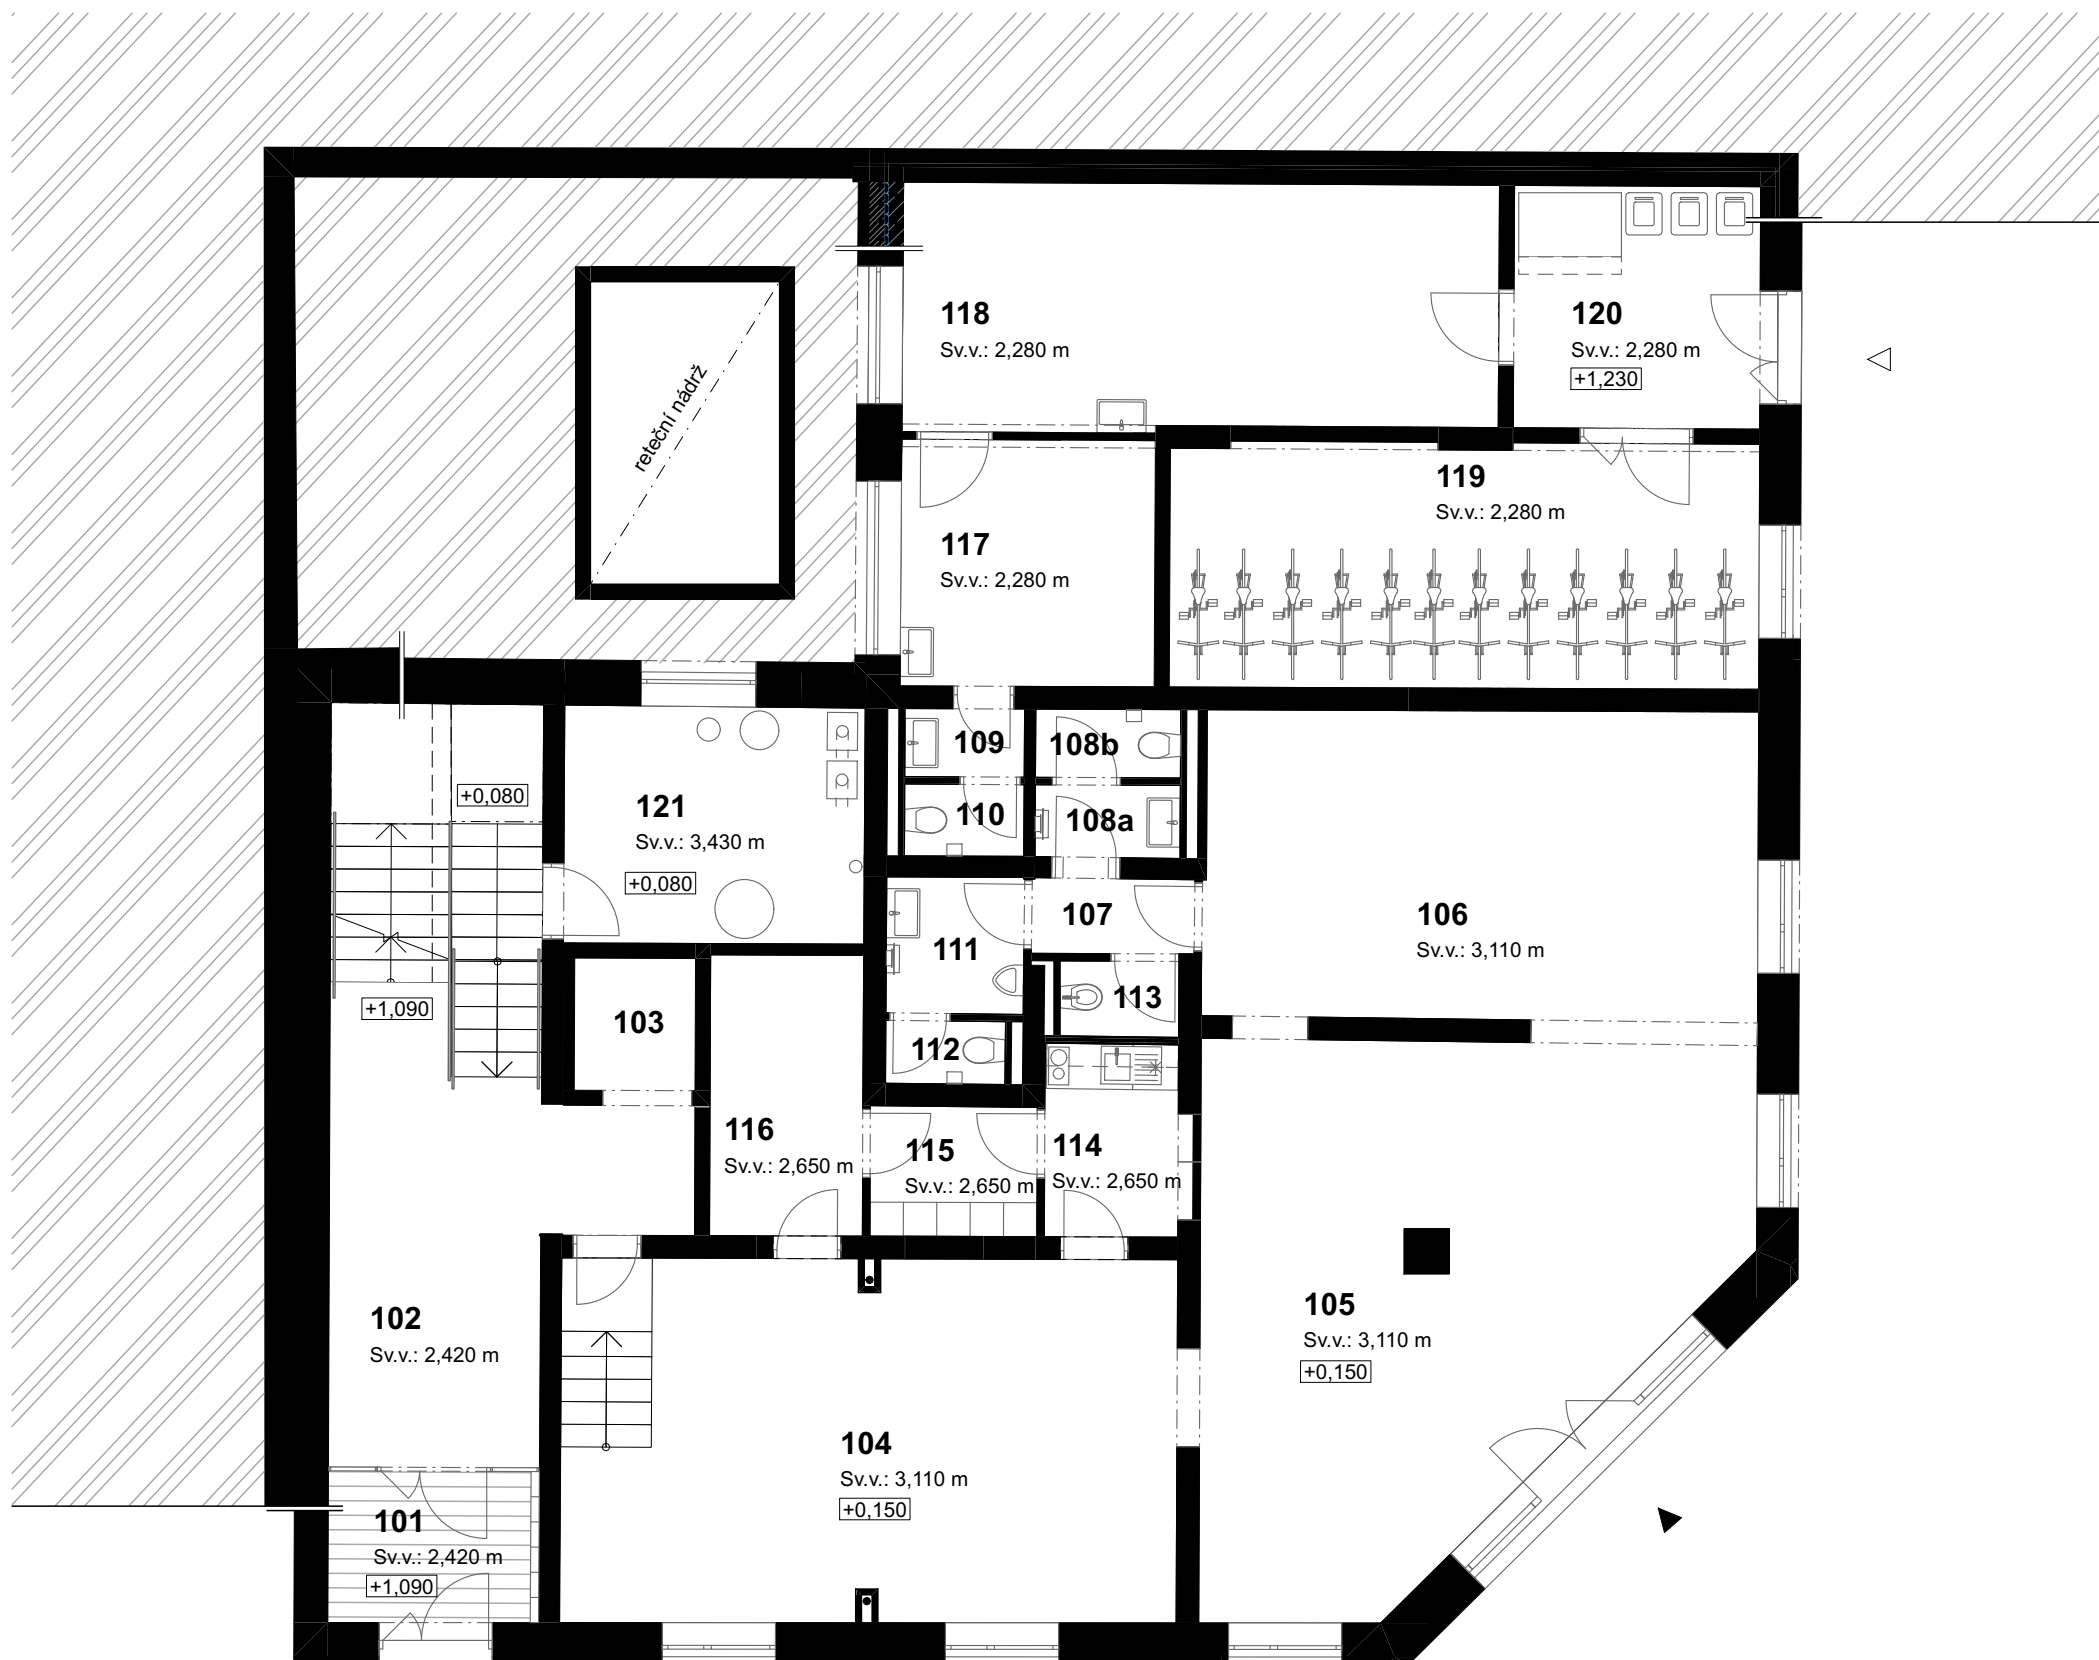 118
Sv.v.: 2,280 m
120
Sv.v.: 2,280 m
+1,230
reteční nádrž
119
Sv.v.: 2,280 m
117
Sv.v.: 2,280 m
109
108b
+0,080
121
Sv.v.: 3,430 m
+0,080
110
108a
107
106
Sv.v.: 3,110 m
111
113
+1,090
103
112
116
Sv.v.: 2,650 m
115
Sv.v.: 2,650 m
114
Sv.v.: 2,650 m
102
Sv.v.: 2,420 m
105
Sv.v.: 3,110 m
+0,150
104
Sv.v.: 3,110 m
+0,150
101
Sv.v.: 2,420 m
+1,090